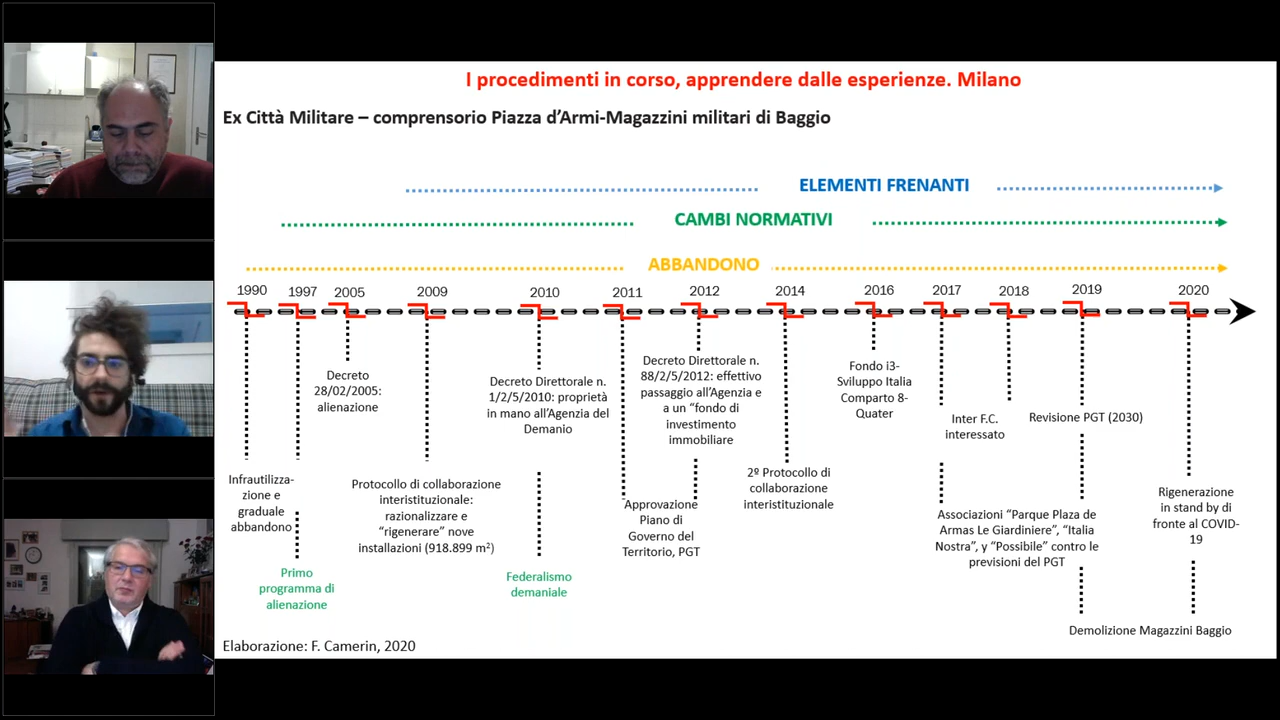 I procedimenti in corso, apprendere dalle esperienze. Milano
Ex Città Militare – comprensorio Piazza d'Armi-Magazzini militari di Baggio
ELEMENTI FRENANTI
CAMBI NORMATIVI
ABBANDONO
1990 1997 2005 2009 2010 2011 2012 2014 2016 2017 2018 2019 2020
Infrautilizza-
zione e
graduale
abbandono
Primo
programma di
alienazione
Decreto
28/02/2005:
alienazione
Protocollo di collaborazione
interistituzionale:
razionalizzare e
“rigenerare” nove
installazioni (918.899 m²)
Decreto Direttorale n.
1/2/5/2010: proprietà
in mano all’Agenzia del
Demanio
Federalismo
demaniale
Approvazione
Piano di
Governo del
Territorio, PGT
Decreto Direttorale n.
88/2/5/2012: effettivo
passaggio all’Agenzia e
a un “fondo di
investimento
immobiliare
2º Protocollo di
collaborazione
interistituzionale
Fondo i3-
Sviluppo Italia
Comparto 8-
Quater
Inter F.C.
interessato
Associazioni “Parque Plaza de
Armas Le Giardiniere”, “Italia
Nostra”, y “Possibile” contro le
previsioni del PGT
Revisione PGT (2030)
Rigenerazione
in stand by di
fronte al COVID-
19
Demolizione Magazzini Baggio
Elaborazione: F. Camerin, 2020